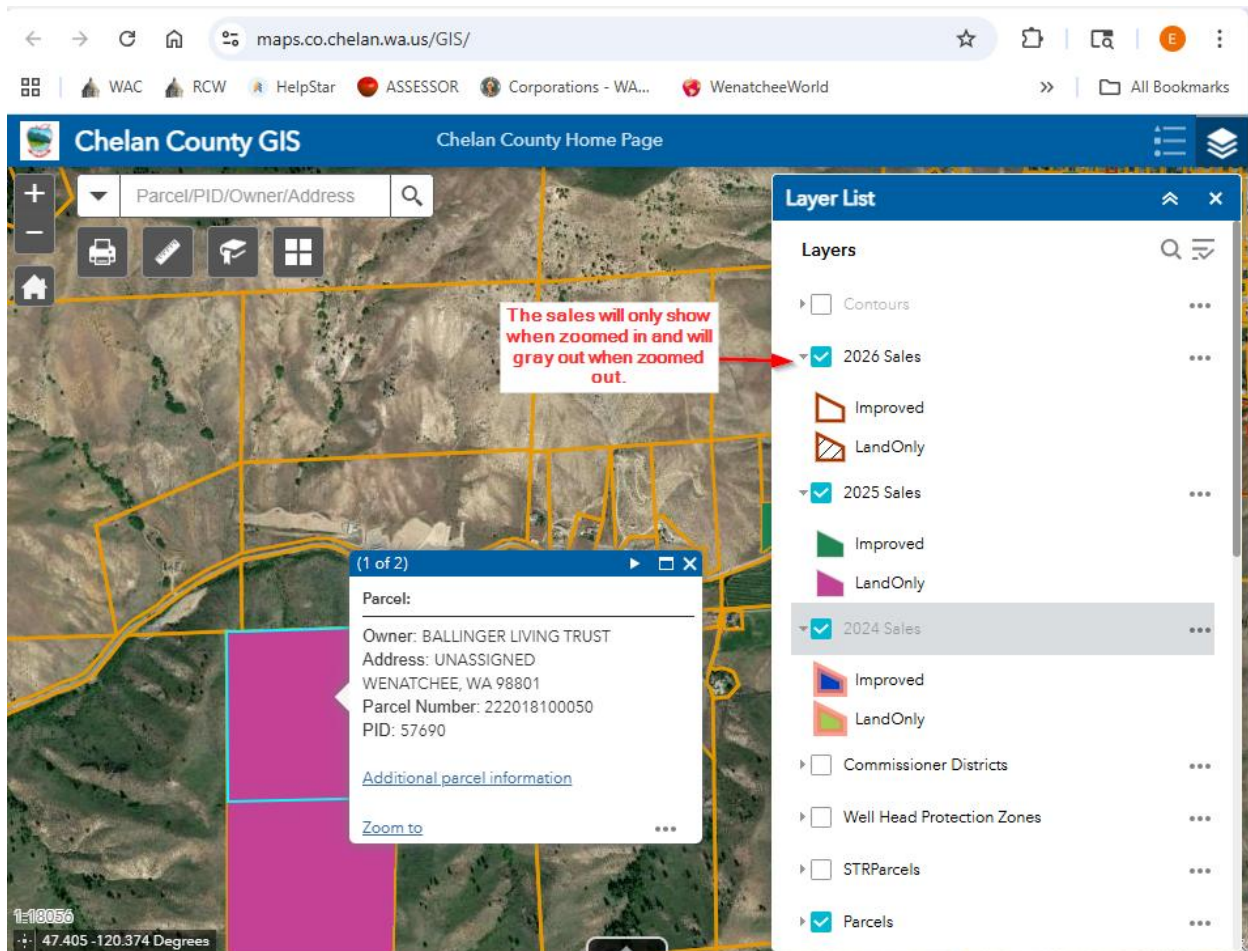 maps.co.chelan.wa.us/GIS/
E
WAC
RCW
HelpStar
ASSESSOR
Corporations - WA...
WenatcheeWorld
»
All Bookmarks
Chelan County GIS
Chelan County Home Page
+
−
Parcel/PID/Owner/Address
Layer List
Layers
Contours
The sales will only show
when zoomed in and will
gray out when zoomed
out.
2026 Sales
Improved
LandOnly
2025 Sales
Improved
LandOnly
2024 Sales
Improved
LandOnly
Commissioner Districts
Well Head Protection Zones
STRParcels
Parcels
(1 of 2)
Parcel:
Owner: BALLINGER LIVING TRUST
Address: UNASSIGNED
WENATCHEE, WA 98801
Parcel Number: 222018100050
PID: 57690
Additional parcel information
Zoom to
1:18056
47.405 -120.374 Degrees